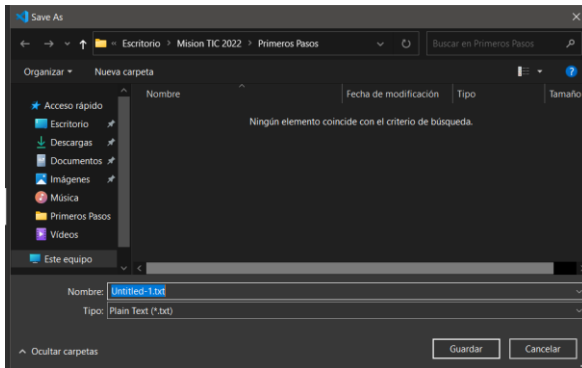 Save As
« Escritorio > Mision TIC 2022 > Primeros Pasos
Buscar en Primeros Pasos
Organizar
Nueva carpeta
Nombre
Fecha de modificación
Tipo
Tamaño
Acceso rápido
Escritorio
Descargas
Documentos
Imágenes
Música
Primeros Pasos
Vídeos
Este equipo
Ningún elemento coincide con el criterio de búsqueda.
Nombre: Untitled-1.txt
Tipo: Plain Text (*.txt)
Ocultar carpetas
Guardar
Cancelar